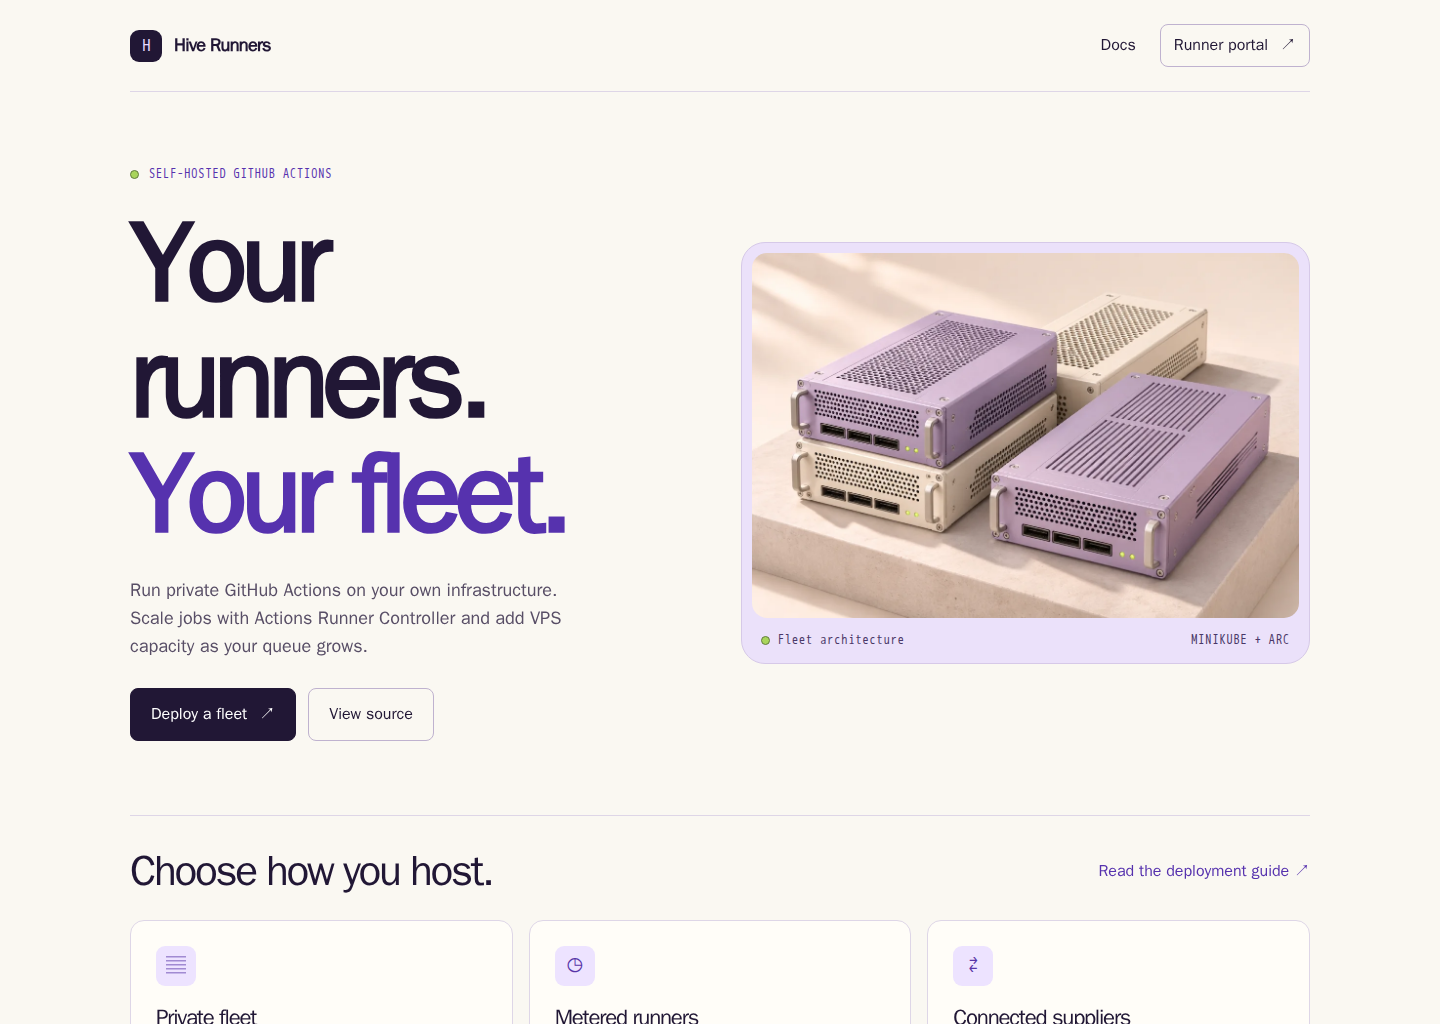 H Hive Runners
Docs
Runner portal ↗
SELF-HOSTED GITHUB ACTIONS
Your
runners.
Your fleet.
Run private GitHub Actions on your own infrastructure.
Scale jobs with Actions Runner Controller and add VPS
capacity as your queue grows.
Deploy a fleet ↗
View source
Fleet architecture
MINIKUBE + ARC
Choose how you host.
Read the deployment guide ↗
Private fleet
Metered runners
Connected suppliers